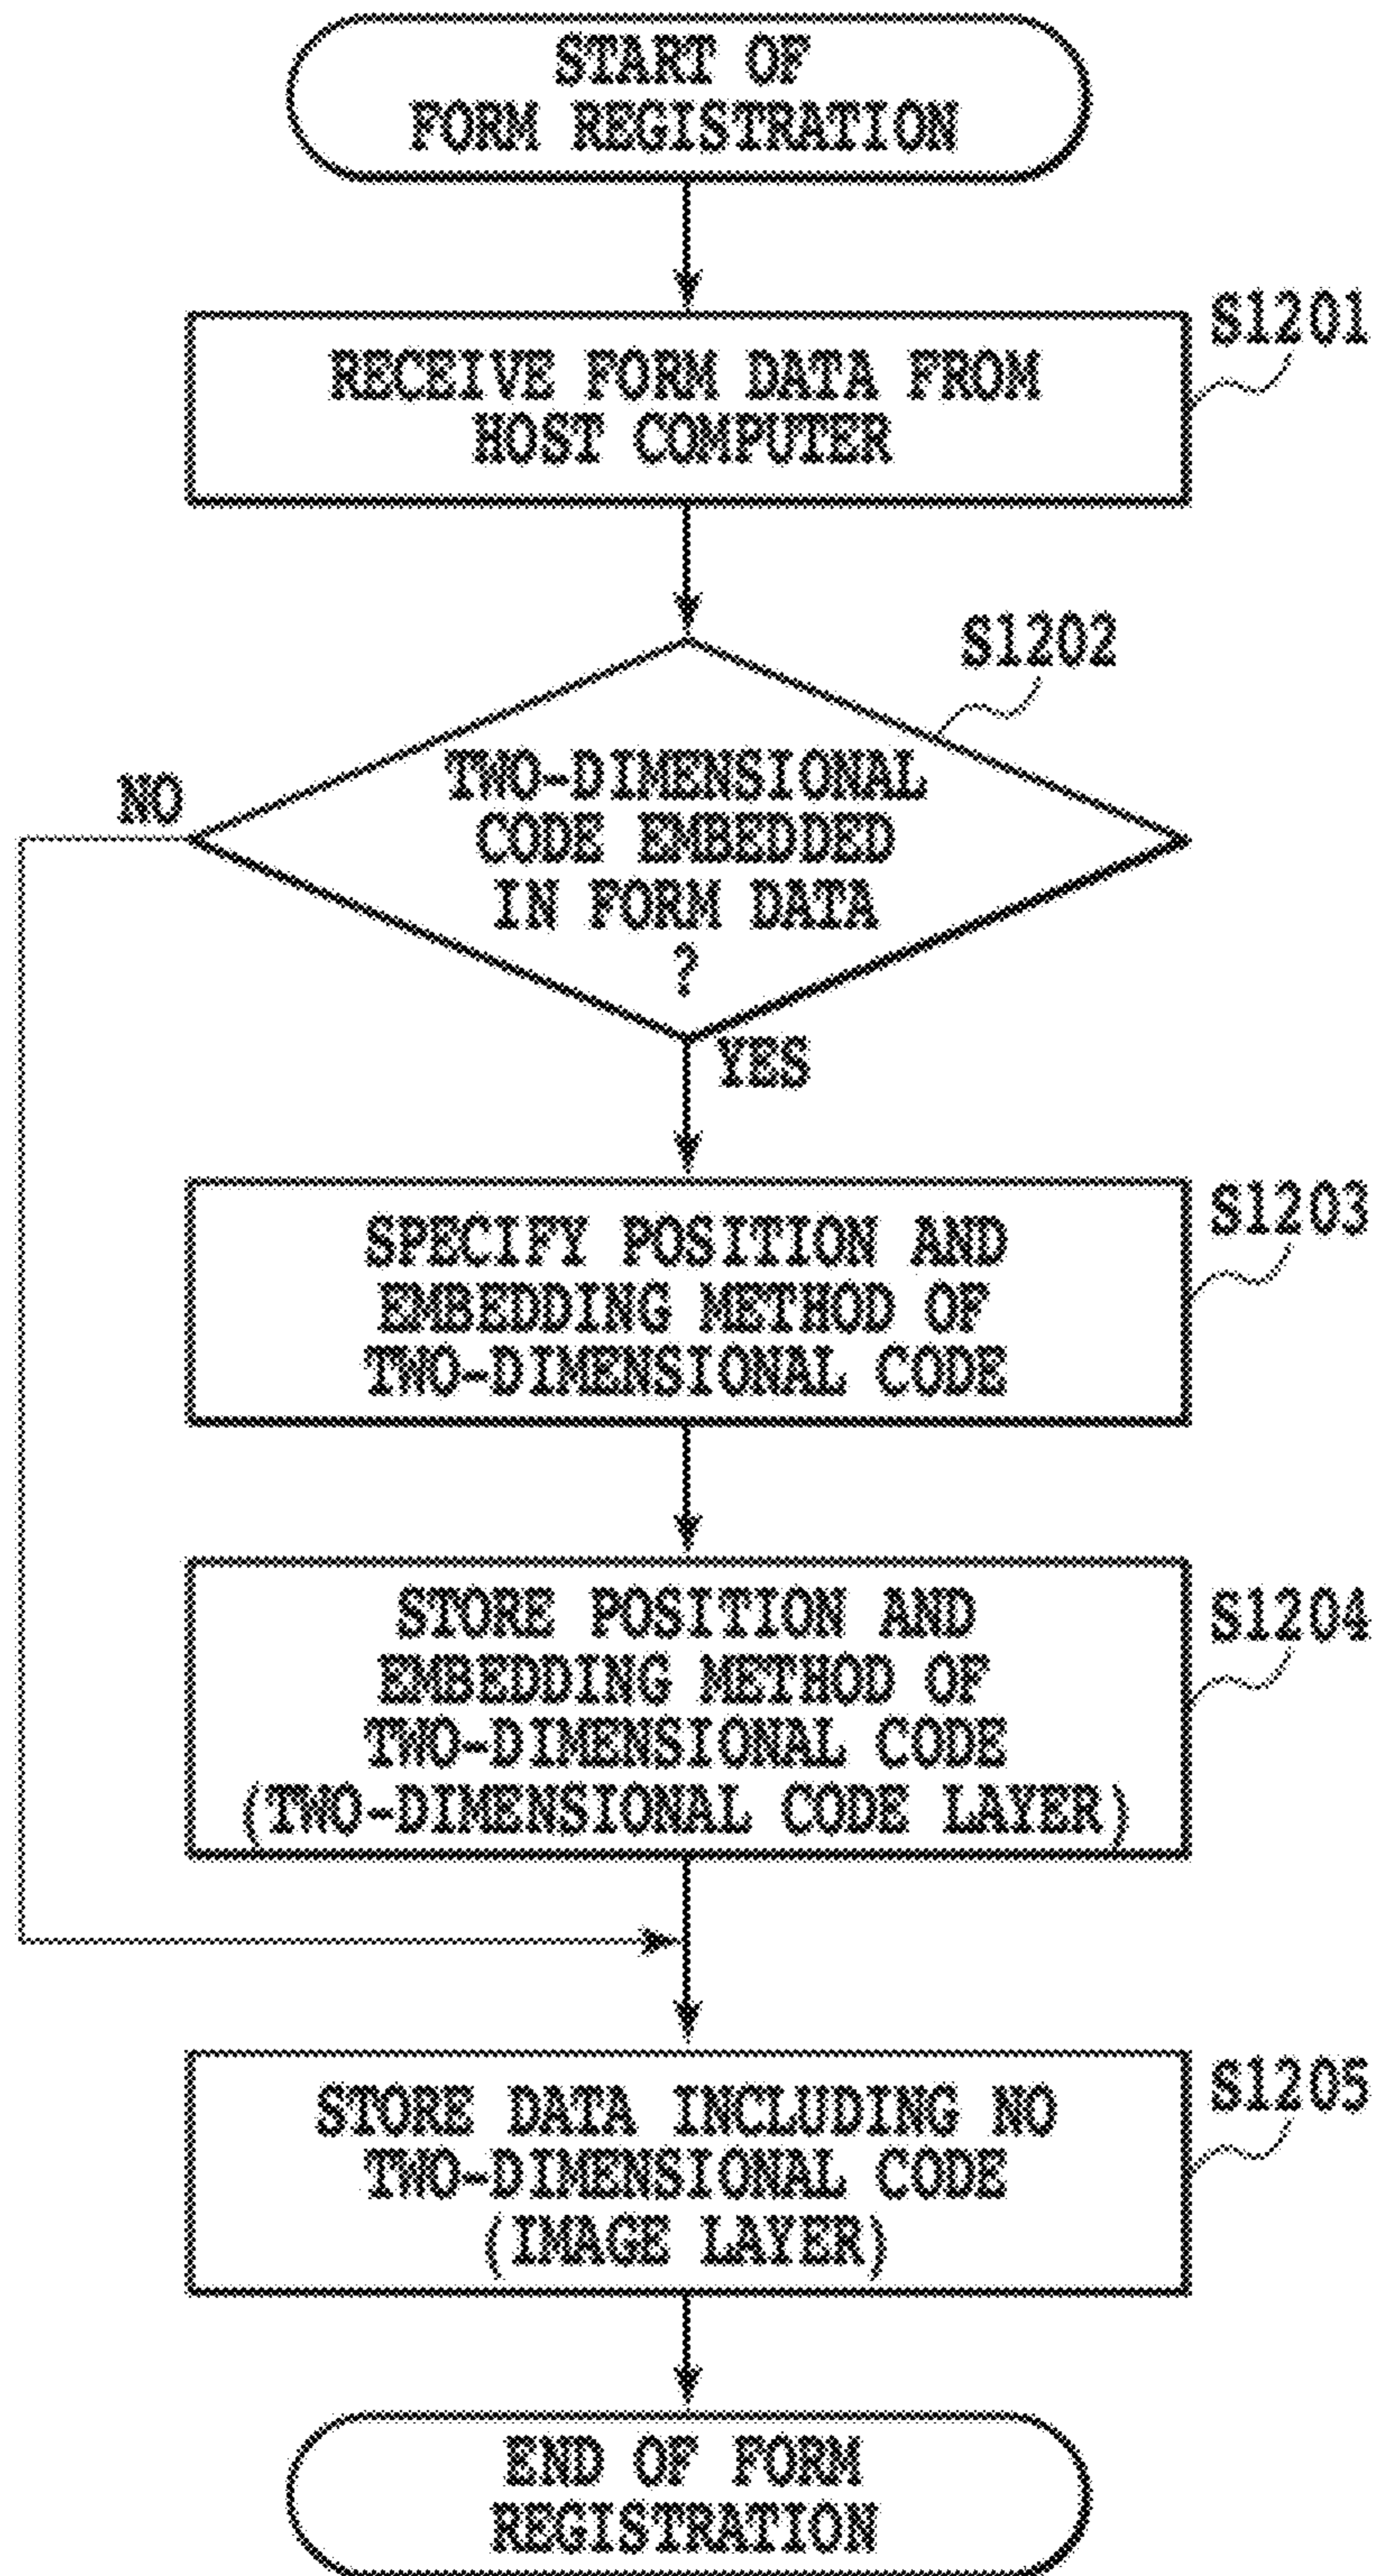 START OF
FORM REGISTRATION
S1201
RECEIVE FORM DATA FROM
HOST COMPUTER
S1202
NO
TWO-DIMENSIONAL
CODE EMBEDDED
IN FORM DATA
?
YES
S1203
SPECIFY POSITION AND
EMBEDDING METHOD OF
TWO-DIMENSIONAL CODE
S1204
STORE POSITION AND
EMBEDDING METHOD OF
TWO-DIMENSIONAL CODE
(TWO-DIMENSIONAL CODE LAYER)
S1205
STORE DATA INCLUDING NO
TWO-DIMENSIONAL CODE
(IMAGE LAYER)
END OF FORM
REGISTRATION